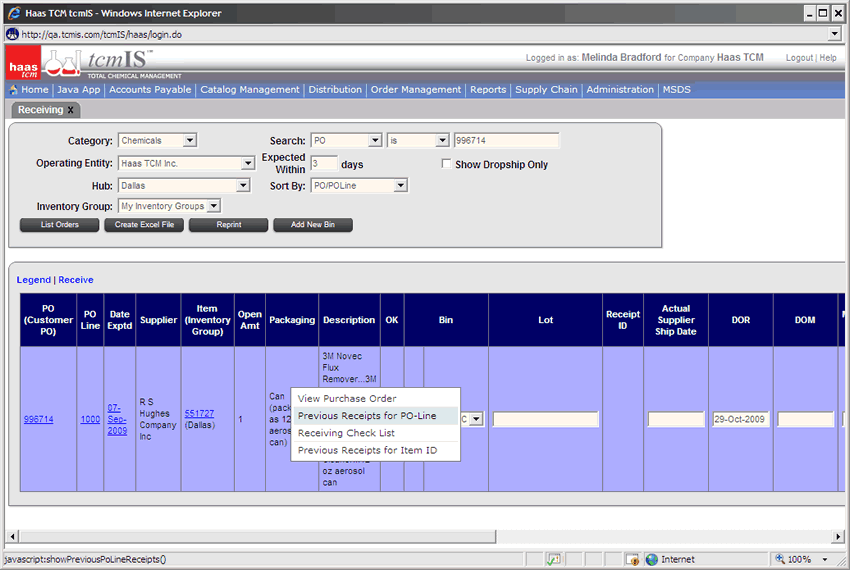 Haas TCM tcmIS - Windows Internet Explorer
http://qa.tcmis.com/tcmIS/haas/login.do
haas tcm
tcmIS™
TOTAL CHEMICAL MANAGEMENT
Logged in as: Melinda Bradford for Company Haas TCM
Logout | Help
Home | Java App | Accounts Payable | Catalog Management | Distribution | Order Management | Reports | Supply Chain | Administration | MSDS
Receiving X
Category: Chemicals Search: PO is 996714
Operating Entity: Haas TCM Inc. Expected Within 3 days Show Dropship Only
Hub: Dallas Sort By: PO/POLine
Inventory Group: My Inventory Groups
List Orders Create Excel File Reprint Add New Bin
Legend | Receive
PO (Customer PO) PO Line Date Exptd Supplier Item (Inventory Group) Open Amt Packaging Description OK Bin Lot Receipt ID Actual Supplier Ship Date DOR DOM
3M Novec
Flux
Remover...3M
996714 1000 07-Sep-2009 R S Hughes Company Inc 551727 (Dallas) 1 Can (pack as 12 aeros can) C 29-Oct-2009
View Purchase Order
Previous Receipts for PO-Line
Receiving Check List
Previous Receipts for Item ID
oz aerosol
can
javascript:showPreviousPoLineReceipts()
Internet
100%